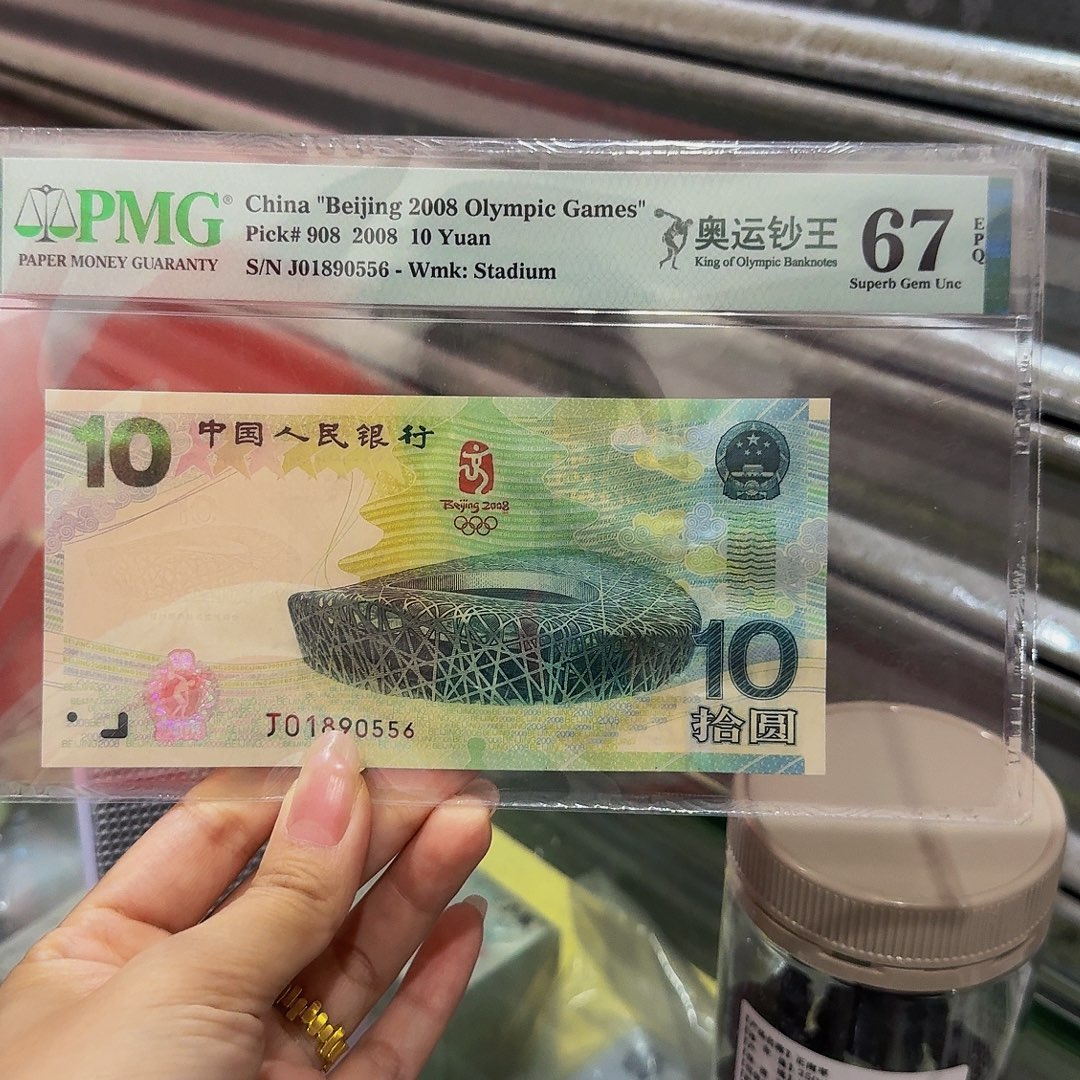 PMG®
PAPER MONEY GUARANTY
China "Beijing 2008 Olympic Games"
Pick# 908 2008 10 Yuan
S/N J01890556 - Wmk: Stadium
奥运钞王
King of Olympic Banknotes
67
Superb Gem Unc
EPQ
10
中国人民银行
Beijing 2008
10
拾圆
J01890556